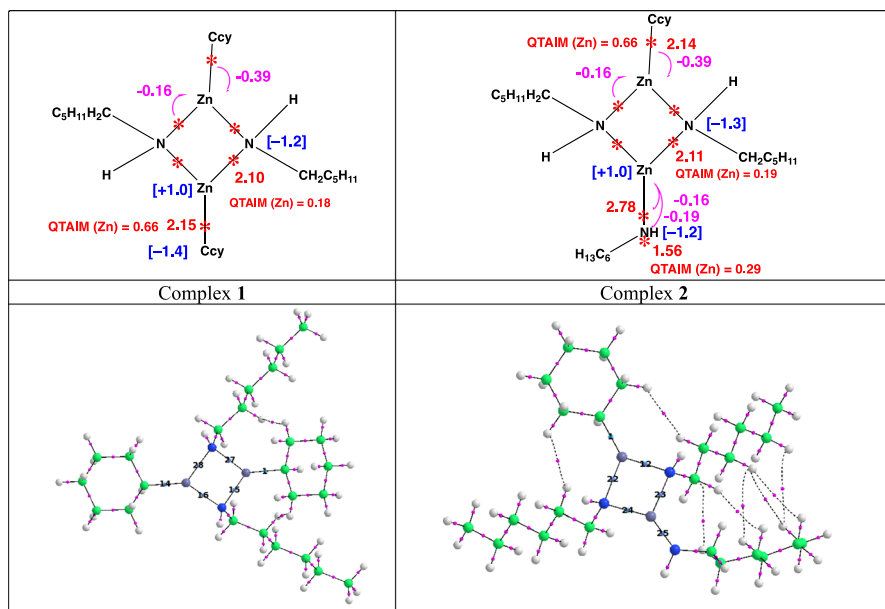 Ccy
-0.39
-0.16
Zn
H
C5H11H2C
N
N
[−1.2]
H
CH2C5H11
[+1.0]
Zn
2.10
QTAIM (Zn) = 0.18
QTAIM (Zn) = 0.66
2.15
[−1.4]
Ccy
Ccy
QTAIM (Zn) = 0.66
2.14
-0.39
-0.16
Zn
H
N
N
[−1.3]
H
2.11
CH2C5H11
[+1.0]
Zn
QTAIM (Zn) = 0.19
-0.16
2.78
-0.19
NH
[−1.2]
H13C6
1.56
QTAIM (Zn) = 0.29
C5H11H2C
Complex 1
Complex 2
14
28
27
1
16
15
1
22
12
23
24
25